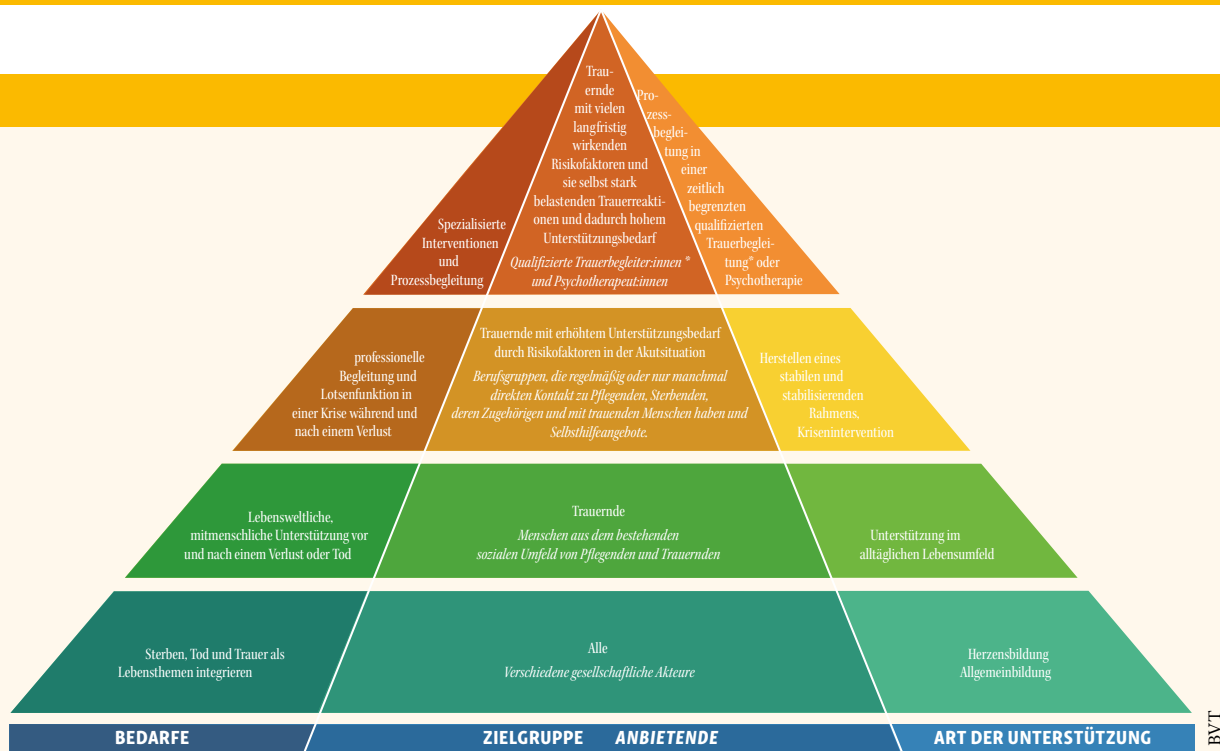 Spezialisierte
Interventionen
und
Prozessbegleitung
Trau-
ernde
mit vielen
langfristig
wirkenden
Risikofaktoren und
sie selbst stark
belastenden Trauerreakti-
onen und dadurch hohem
Unterstützungsbedarf
Qualifizierte Trauerbegleiter:innen *
und Psychotherapeut:innen
Pro-
zess-
beglei-
tung in
einer
zeitlich
begrenzten
qualifizierten
Trauerbeglei-
tung* oder
Psychotherapie
professionelle
Begleitung und
Lotsenfunktion in
einer Krise während und
nach einem Verlust
Trauernde mit erhöhtem Unterstützungsbedarf
durch Risikofaktoren in der Akutsituation
Berufsgruppen, die regelmäßig oder nur manchmal
direkten Kontakt zu Pflegenden, Sterbenden,
deren Zugehörigen und mit trauenden Menschen haben und
Selbsthilfeangebote.
Herstellen eines
stabilen und
stabilisierenden
Rahmens,
Krisenintervention
Lebensweltliche,
mitmenschliche Unterstützung vor
und nach einem Verlust oder Tod
Trauernde
Menschen aus dem bestehenden
sozialen Umfeld von Pflegenden und Trauernden
Unterstützung im
alltäglichen Lebensumfeld
Sterben, Tod und Trauer als
Lebensthemen integrieren
Alle
Verschiedene gesellschaftliche Akteure
Herzensbildung
Allgemeinbildung
BEDARFE
ZIELGRUPPE ANBIETENDE
ART DER UNTERSTÜTZUNG
BVT